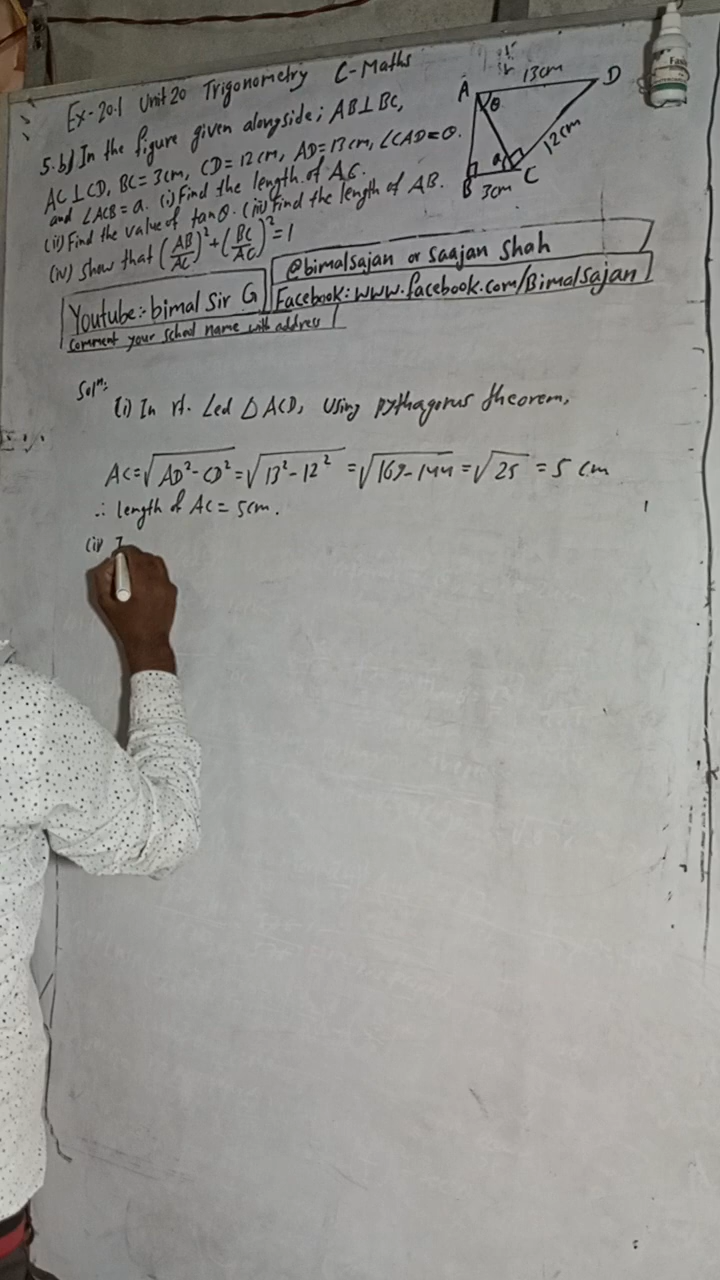 Ex-20.1 Unit 20 Trigonometry C-Maths
5.b) In the figure given alongside; AB⊥BC,
AC⊥CD, BC=3cm, CD=12cm, AD=13cm, ∠CAD=θ.
and ∠ACB=a. (i) Find the length of AC.
(ii) Find the value of tanθ. (iii) Find the length of AB.
(iv) Show that (AB/AC)²+(BC/AC)²=1
A
13cm
D
θ
12cm
a
B
3cm
C
@bimalsajan or Saajan Shah
Youtube:- bimal Sir G
Facebook: www.facebook.com/BimalSajan
Comment your school name with address
Solⁿ:
(i) In rt. ∠ed △ACD, Using pythagorus theorem,
AC=√AD²-CD²=√13²-12²=√169-144=√25=5 cm
∴ length of AC=5cm.
(ii) I